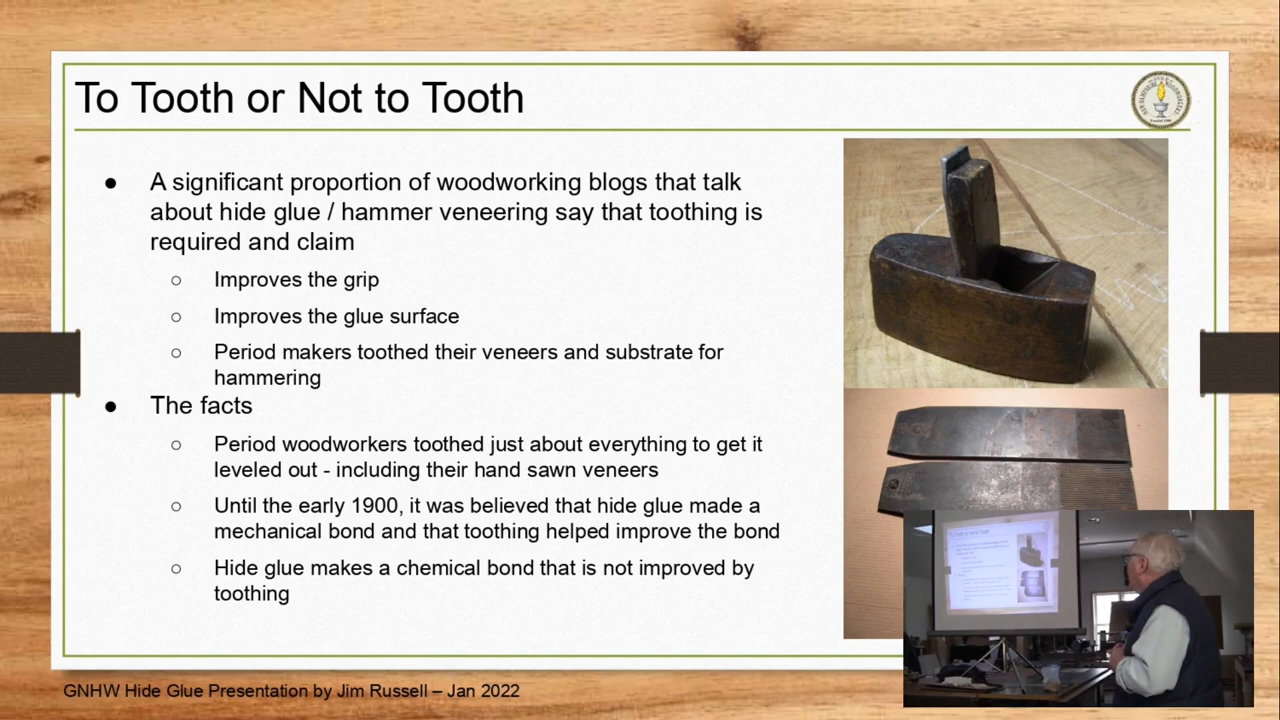 To Tooth or Not to Tooth
● A significant proportion of woodworking blogs that talk
about hide glue / hammer veneering say that toothing is
required and claim
○ Improves the grip
○ Improves the glue surface
○ Period makers toothed their veneers and substrate for
hammering
● The facts
○ Period woodworkers toothed just about everything to get it
leveled out - including their hand sawn veneers
○ Until the early 1900, it was believed that hide glue made a
mechanical bond and that toothing helped improve the bond
○ Hide glue makes a chemical bond that is not improved by
toothing
GNHW Hide Glue Presentation by Jim Russell – Jan 2022